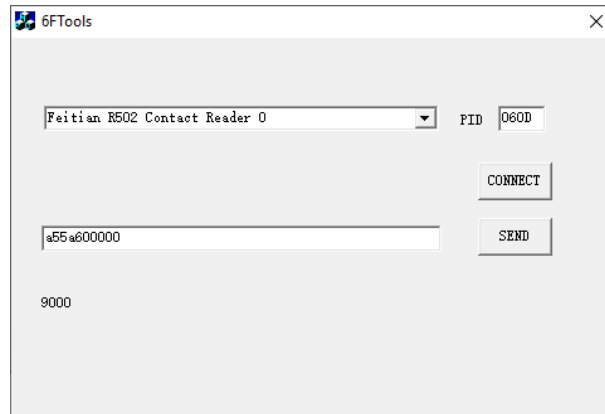 6FTools
Feitian R502 Contact Reader 0 PID 060D
CONNECT
a55a600000 SEND
9000